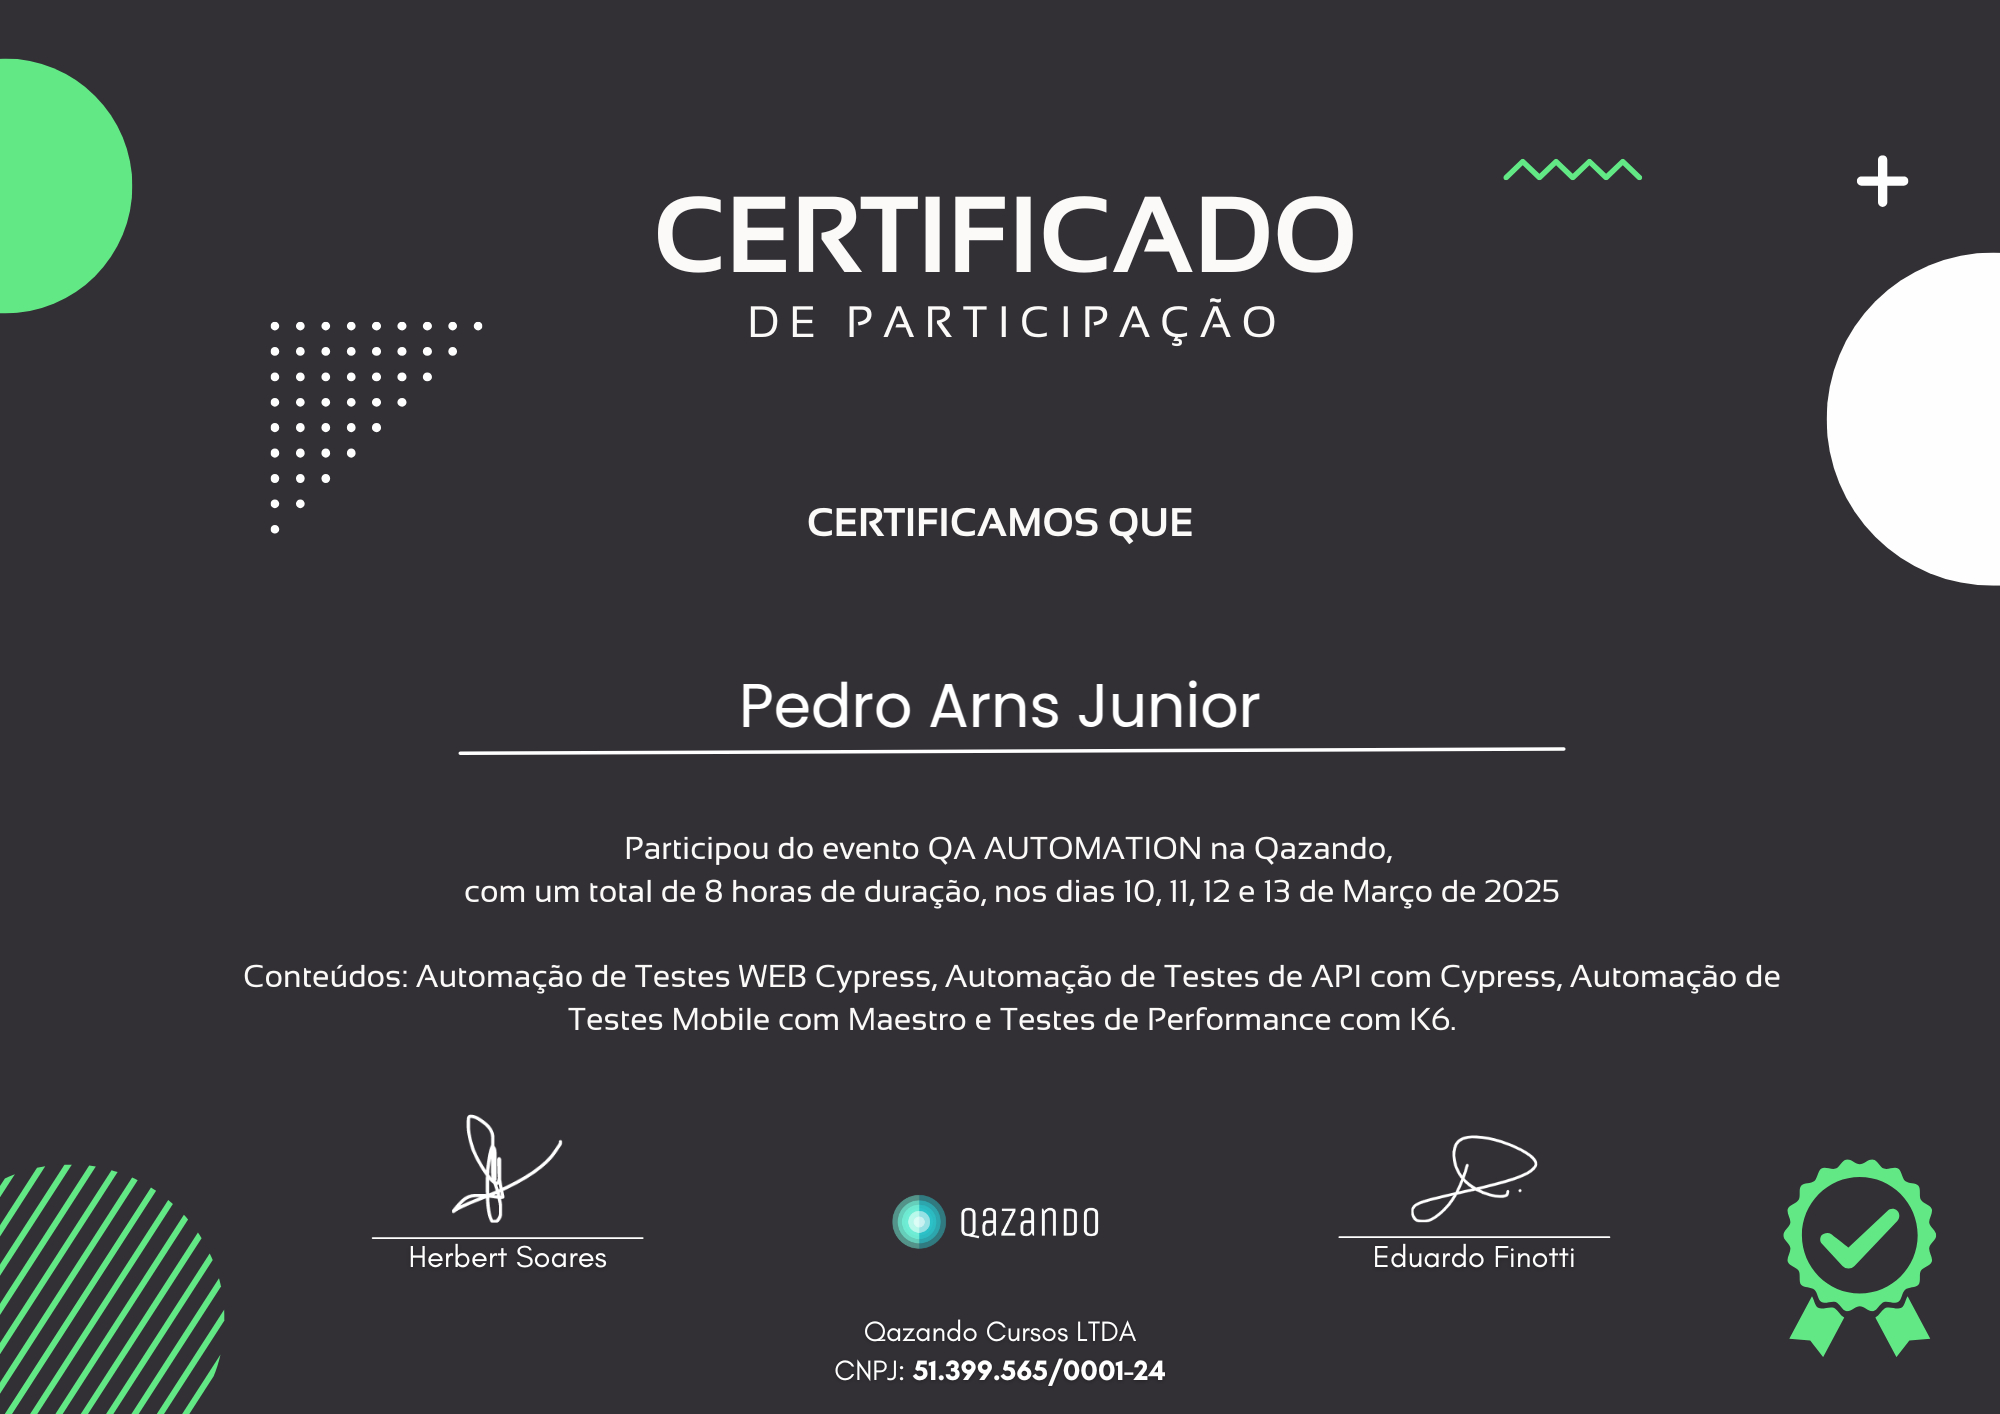 CERTIFICADO
DE PARTICIPAÇÃO
CERTIFICAMOS QUE
Pedro Arns Junior
Participou do evento QA AUTOMATION na Qazando,
com um total de 8 horas de duração, nos dias 10, 11, 12 e 13 de Março de 2025
Conteúdos: Automação de Testes WEB Cypress, Automação de Testes de API com Cypress, Automação de
Testes Mobile com Maestro e Testes de Performance com K6.
Herbert Soares
QAZANDO
Eduardo Finotti
Qazando Cursos LTDA
CNPJ: 51.399.565/0001-24